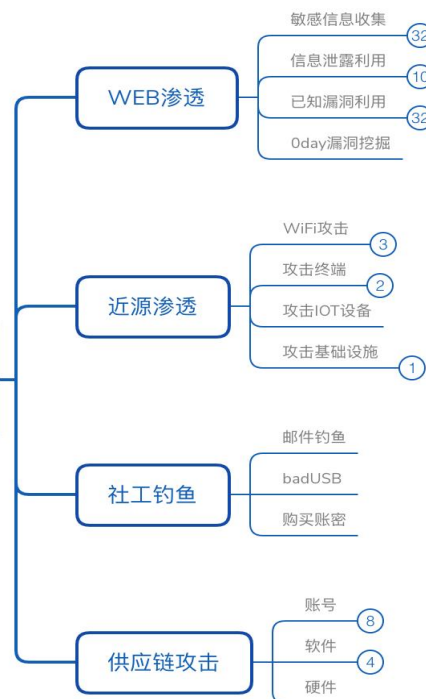 敏感信息收集
32
信息泄露利用
10
WEB渗透
已知漏洞利用
32
0day漏洞挖掘
WiFi攻击
3
攻击终端
2
近源渗透
攻击IOT设备
攻击基础设施
1
邮件钓鱼
badUSB
社工钓鱼
购买账密
账号
8
软件
4
供应链攻击
硬件